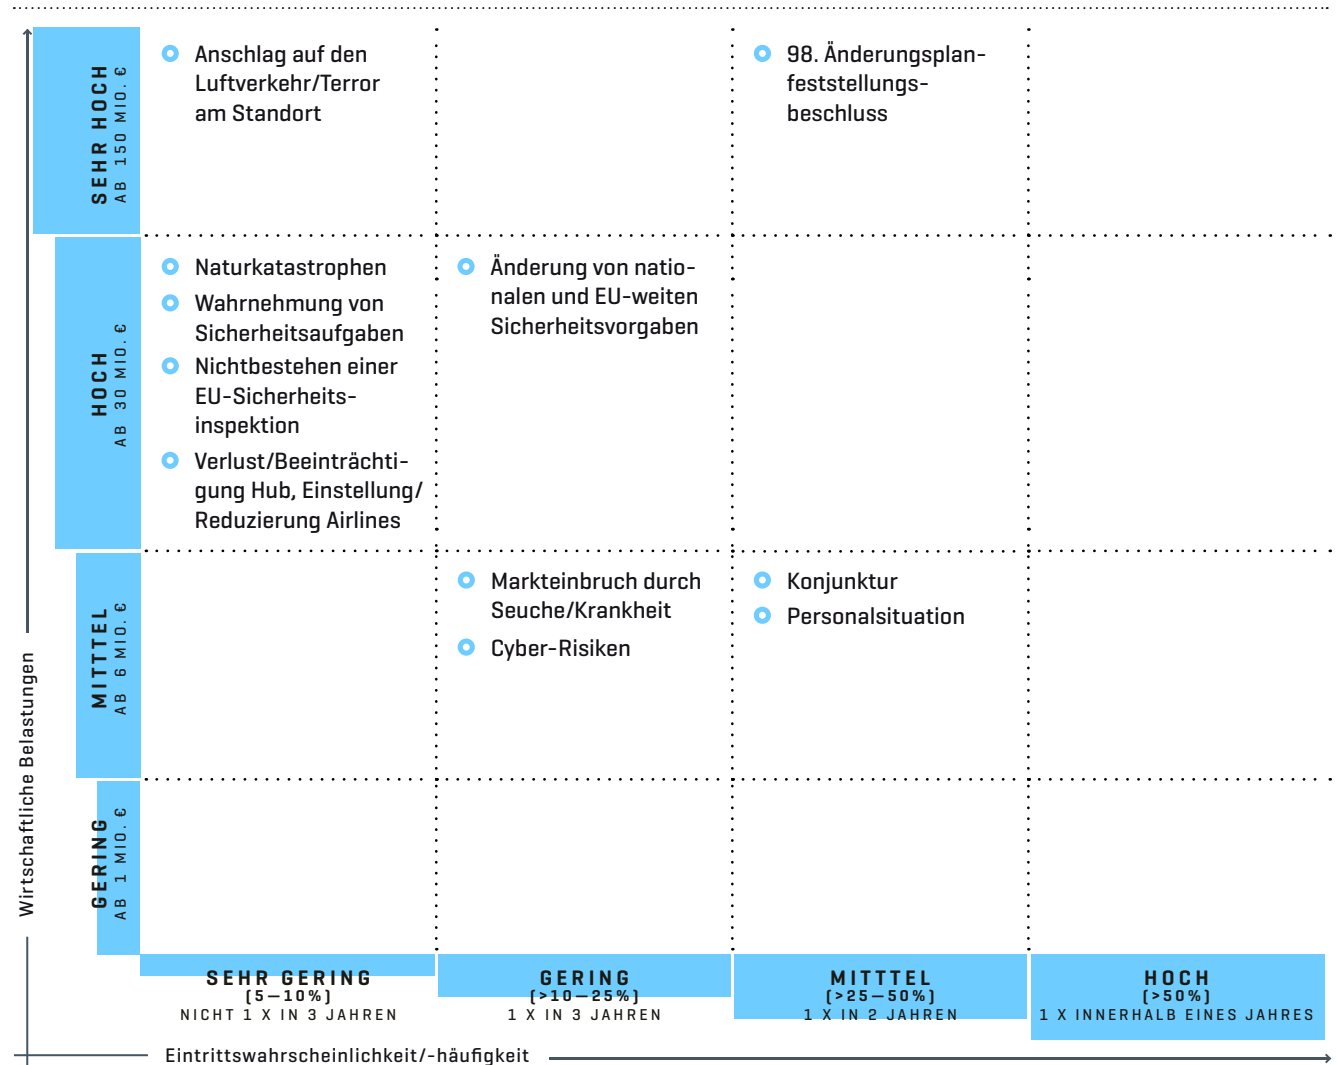 Wirtschaftliche Belastungen
SEHR HOCH
AB 150 MIO. €
Anschlag auf den
Luftverkehr/Terror
am Standort
98. Änderungsplan-
feststellungs-
beschluss
HOCH
AB 30 MIO. €
Naturkatastrophen
Wahrnehmung von
Sicherheitsaufgaben
Nichtbestehen einer
EU-Sicherheits-
inspektion
Verlust/Beeinträchti-
gung Hub, Einstellung/
Reduzierung Airlines
Änderung von natio-
nalen und EU-weiten
Sicherheitsvorgaben
MITTTEL
AB 6 MIO. €
Markteinbruch durch
Seuche/Krankheit
Cyber-Risiken
Konjunktur
Personalsituation
GERING
AB 1 MIO. €
SEHR GERING
(5—10%)
NICHT 1 X IN 3 JAHREN
GERING
(>10—25%)
1 X IN 3 JAHREN
MITTTEL
(>25—50%)
1 X IN 2 JAHREN
HOCH
(>50%)
1 X INNERHALB EINES JAHRES
Eintrittswahrscheinlichkeit/-häufigkeit